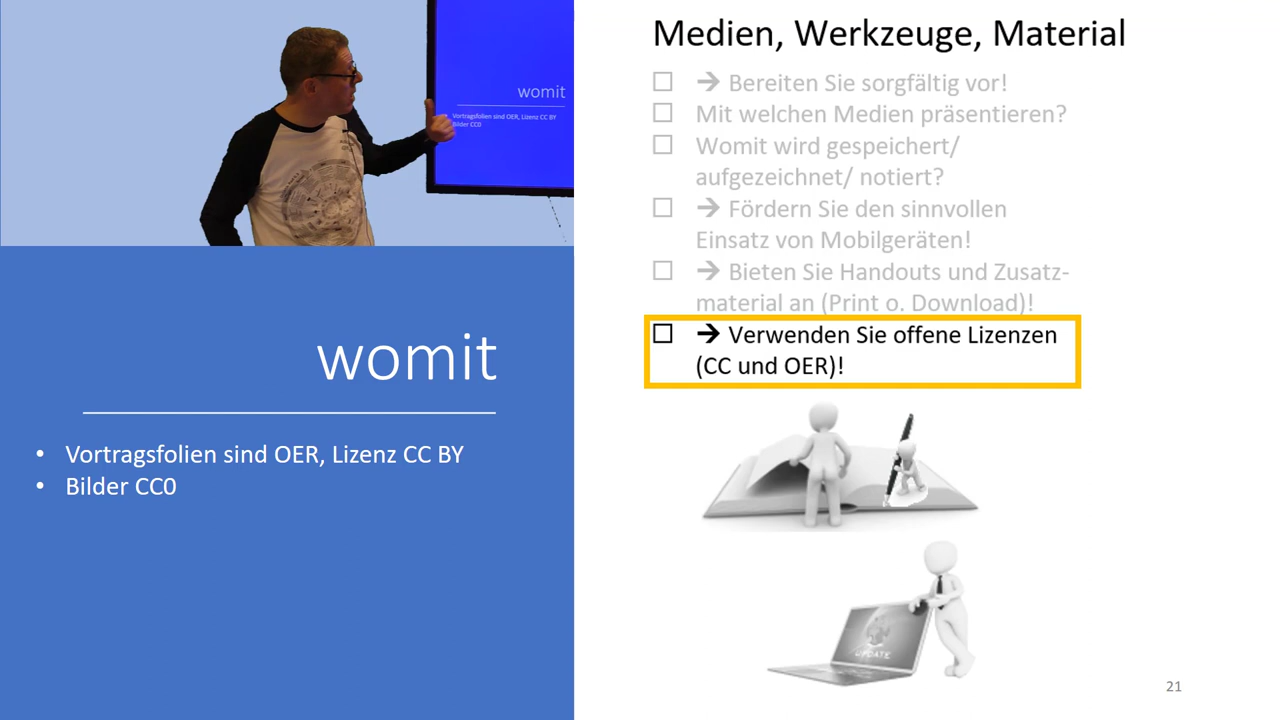 womit
Vortragsfolien sind OER, Lizenz CC BY
Bilder CC0
womit
• Vortragsfolien sind OER, Lizenz CC BY
• Bilder CC0
Medien, Werkzeuge, Material
☐ → Bereiten Sie sorgfältig vor!
☐ Mit welchen Medien präsentieren?
☐ Womit wird gespeichert/
aufgezeichnet/ notiert?
☐ → Fördern Sie den sinnvollen
Einsatz von Mobilgeräten!
☐ → Bieten Sie Handouts und Zusatz-
material an (Print o. Download)!
☐ → Verwenden Sie offene Lizenzen
(CC und OER)!
UPDATE
21